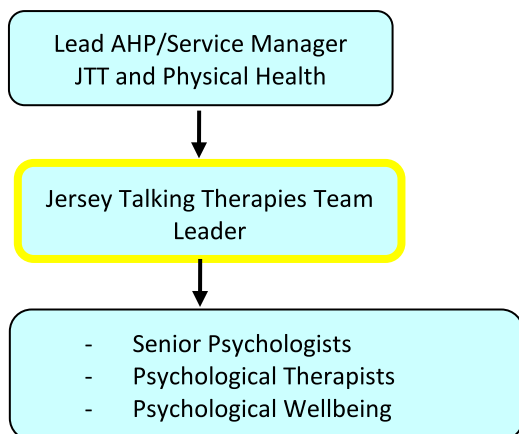 Lead AHP/Service Manager
JTT and Physical Health
Jersey Talking Therapies Team
Leader
- Senior Psychologists
- Psychological Therapists
- Psychological Wellbeing